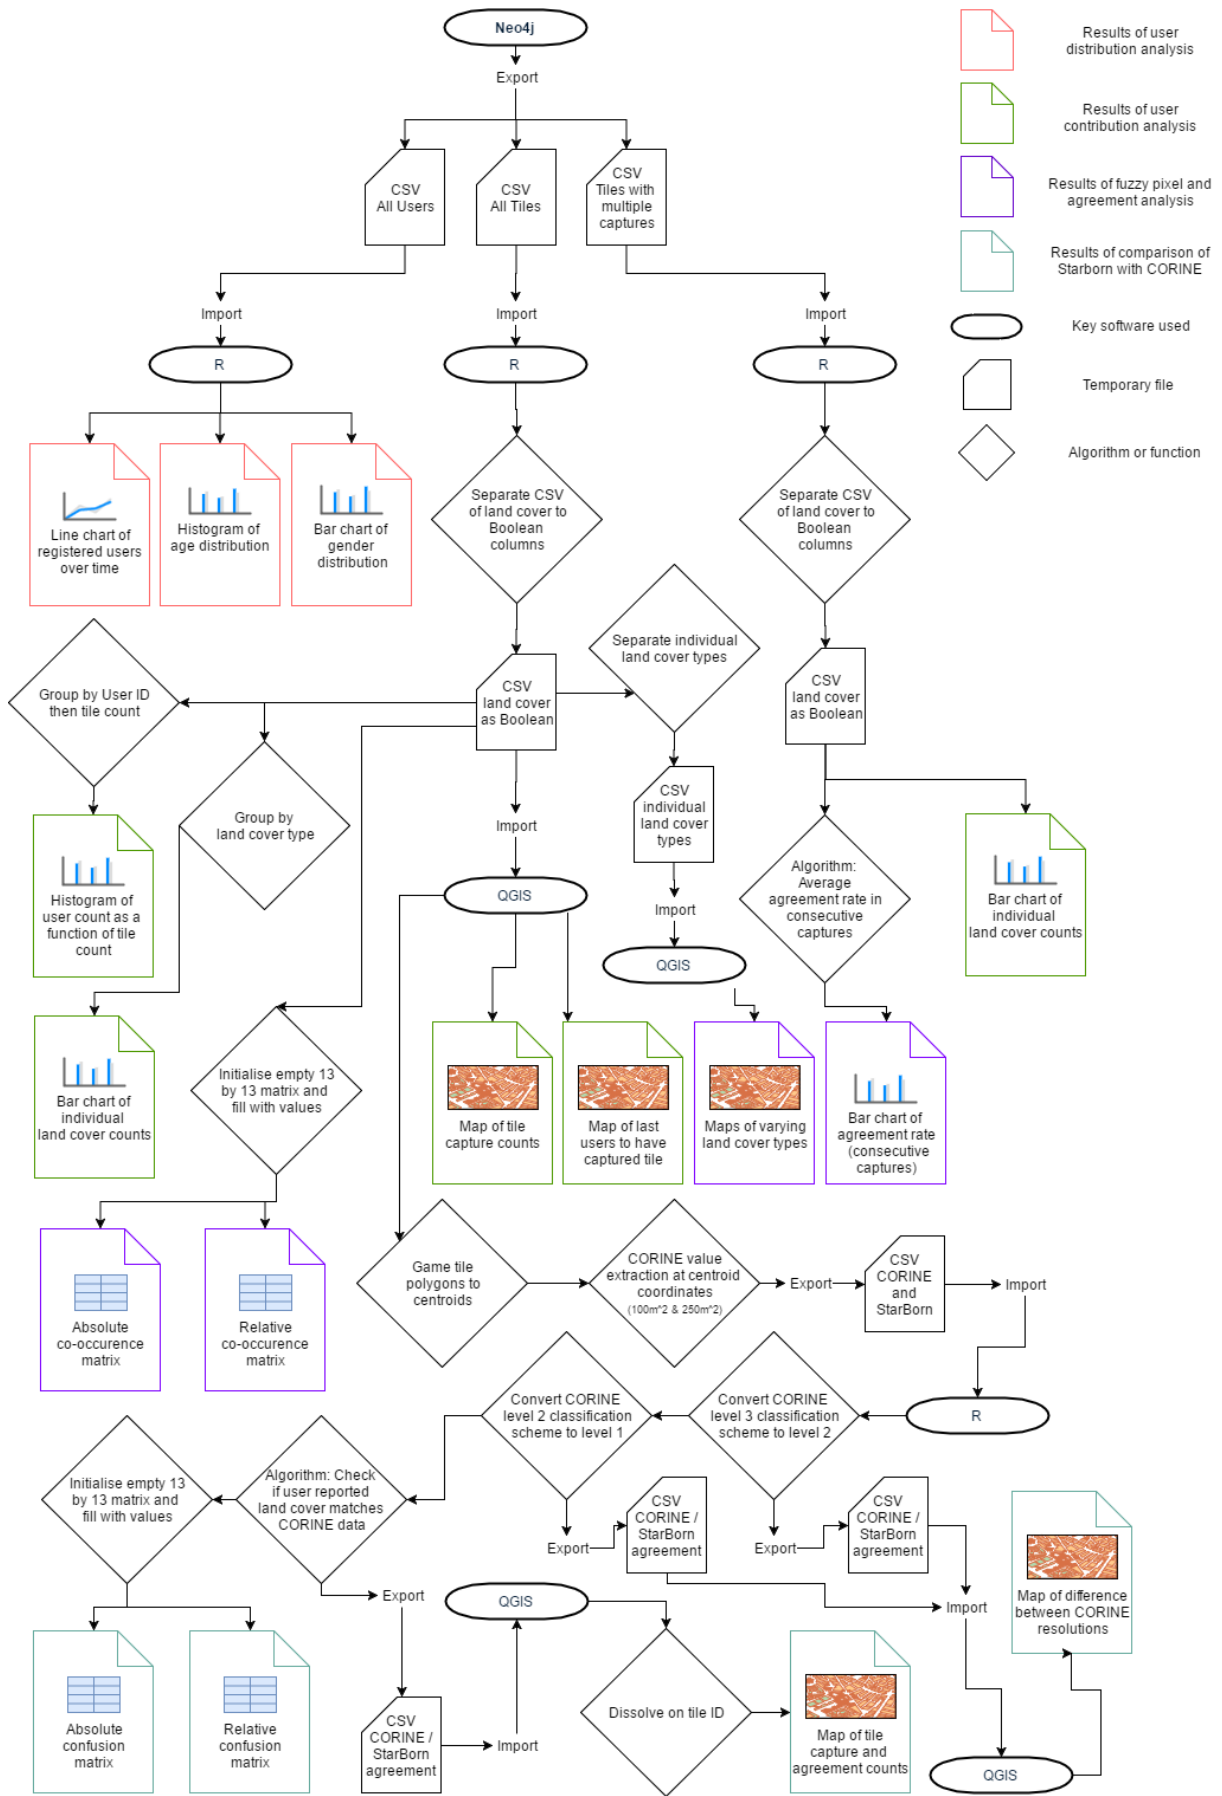 Neo4j
Export
CSV
All Users
CSV
All Tiles
CSV
Tiles with
multiple
captures
Import
Import
Import
R
R
R
Results of user
distribution analysis
Results of user
contribution analysis
Results of fuzzy pixel and
agreement analysis
Results of comparison of
Starborn with CORINE
Key software used
Temporary file
Algorithm or function
Line chart of
registered users
over time
Histogram of
age distribution
Bar chart of
gender
distribution
Separate CSV
of land cover to
Boolean
columns
Separate CSV
of land cover to
Boolean
columns
Separate individual
land cover types
Group by User ID
then tile count
CSV
land cover
as Boolean
CSV
land cover
as Boolean
Group by
land cover type
Import
CSV
individual
land cover
types
Histogram of
user count as a
function of tile
count
QGIS
Import
Algorithm:
Average
agreement rate in
consecutive
captures
Bar chart of
individual
land cover counts
QGIS
Bar chart of
individual
land cover counts
Initialise empty 13
by 13 matrix and
fill with values
Map of tile
capture counts
Map of last
users to have
captured tile
Maps of varying
land cover types
Bar chart of
agreement rate
(consecutive
captures)
Absolute
co-occurence
matrix
Relative
co-occurence
matrix
Game tile
polygons to
centroids
CORINE value
extraction at centroid
coordinates
(100m^2 & 250m^2)
Export
CSV
CORINE
and
StarBorn
Import
R
Convert CORINE
level 3 classification
scheme to level 2
Convert CORINE
level 2 classification
scheme to level 1
Algorithm: Check
if user reported
land cover matches
CORINE data
Initialise empty 13
by 13 matrix and
fill with values
Export
CSV
CORINE /
StarBorn
agreement
Export
CSV
CORINE /
StarBorn
agreement
Import
Map of difference
between CORINE
resolutions
Export
QGIS
Absolute
confusion
matrix
Relative
confusion
matrix
CSV
CORINE /
StarBorn
agreement
Import
Dissolve on tile ID
Map of tile
capture and
agreement counts
QGIS